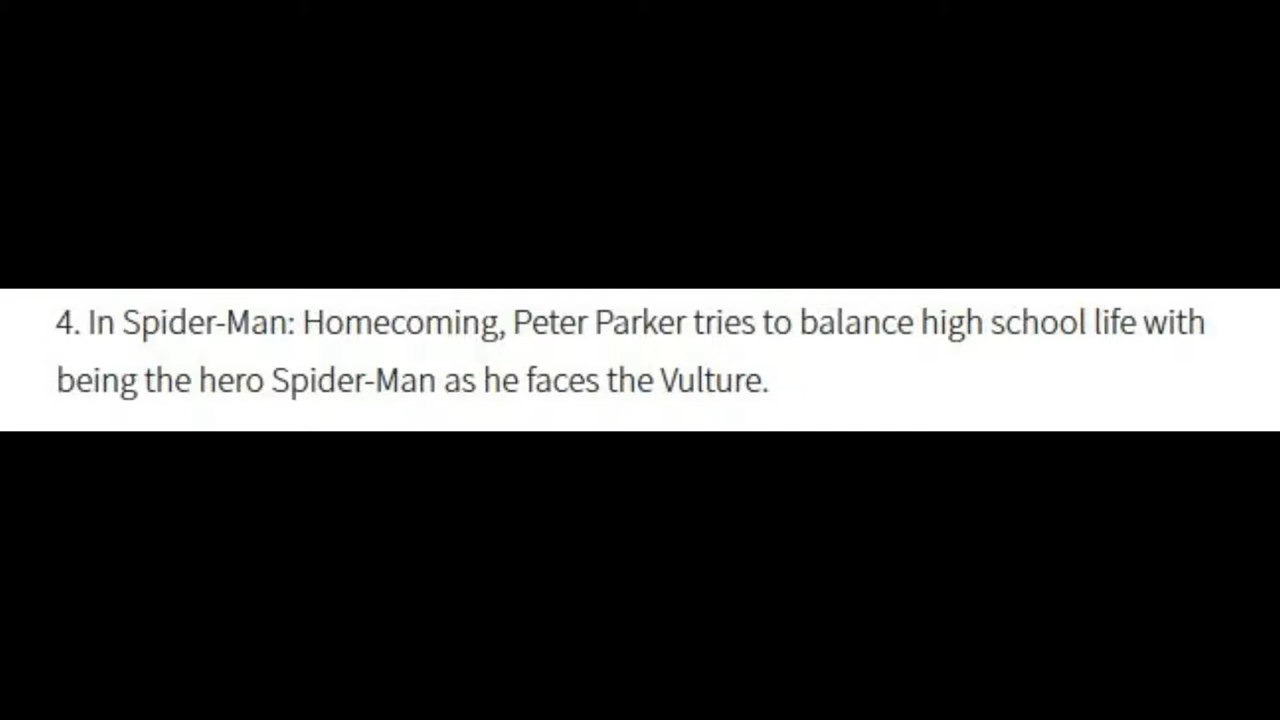 4. In Spider-Man: Homecoming, Peter Parker tries to balance high school life with
being the hero Spider-Man as he faces the Vulture.